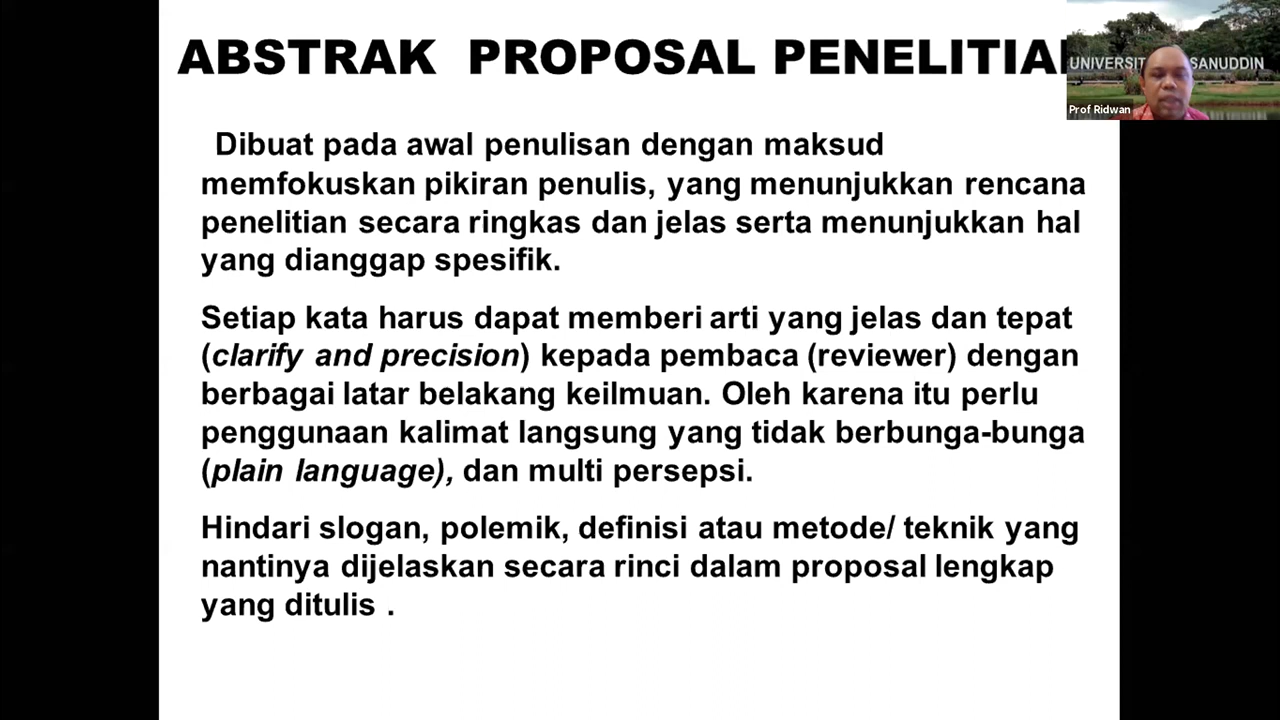 ABSTRAK PROPOSAL PENELITIA
UNIVERSIT SANUDDIN
Prof Ridwan
Dibuat pada awal penulisan dengan maksud
memfokuskan pikiran penulis, yang menunjukkan rencana
penelitian secara ringkas dan jelas serta menunjukkan hal
yang dianggap spesifik.
Setiap kata harus dapat memberi arti yang jelas dan tepat
(clarify and precision) kepada pembaca (reviewer) dengan
berbagai latar belakang keilmuan. Oleh karena itu perlu
penggunaan kalimat langsung yang tidak berbunga-bunga
(plain language), dan multi persepsi.
Hindari slogan, polemik, definisi atau metode/ teknik yang
nantinya dijelaskan secara rinci dalam proposal lengkap
yang ditulis .